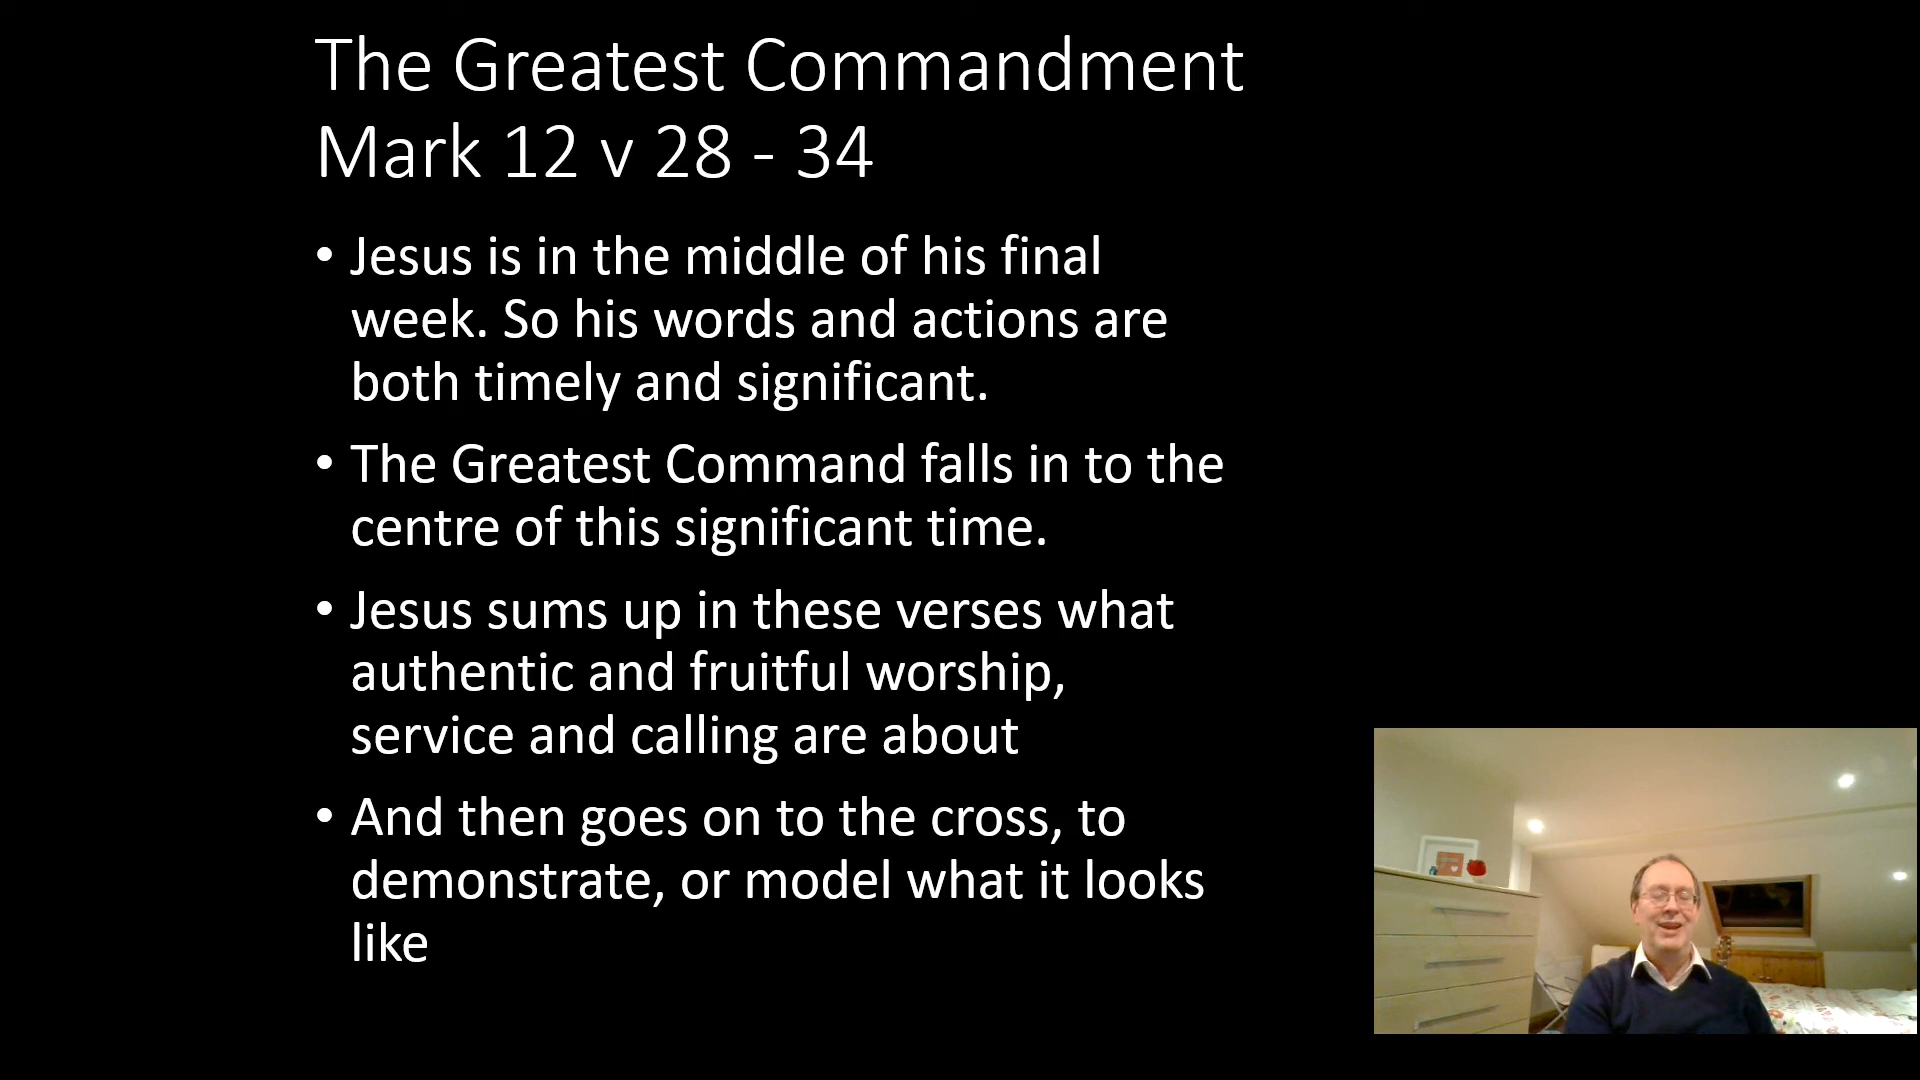 The Greatest Commandment
Mark 12 v 28 - 34
• Jesus is in the middle of his final
week. So his words and actions are
both timely and significant.
• The Greatest Command falls in to the
centre of this significant time.
• Jesus sums up in these verses what
authentic and fruitful worship,
service and calling are about
• And then goes on to the cross, to
demonstrate, or model what it looks
like